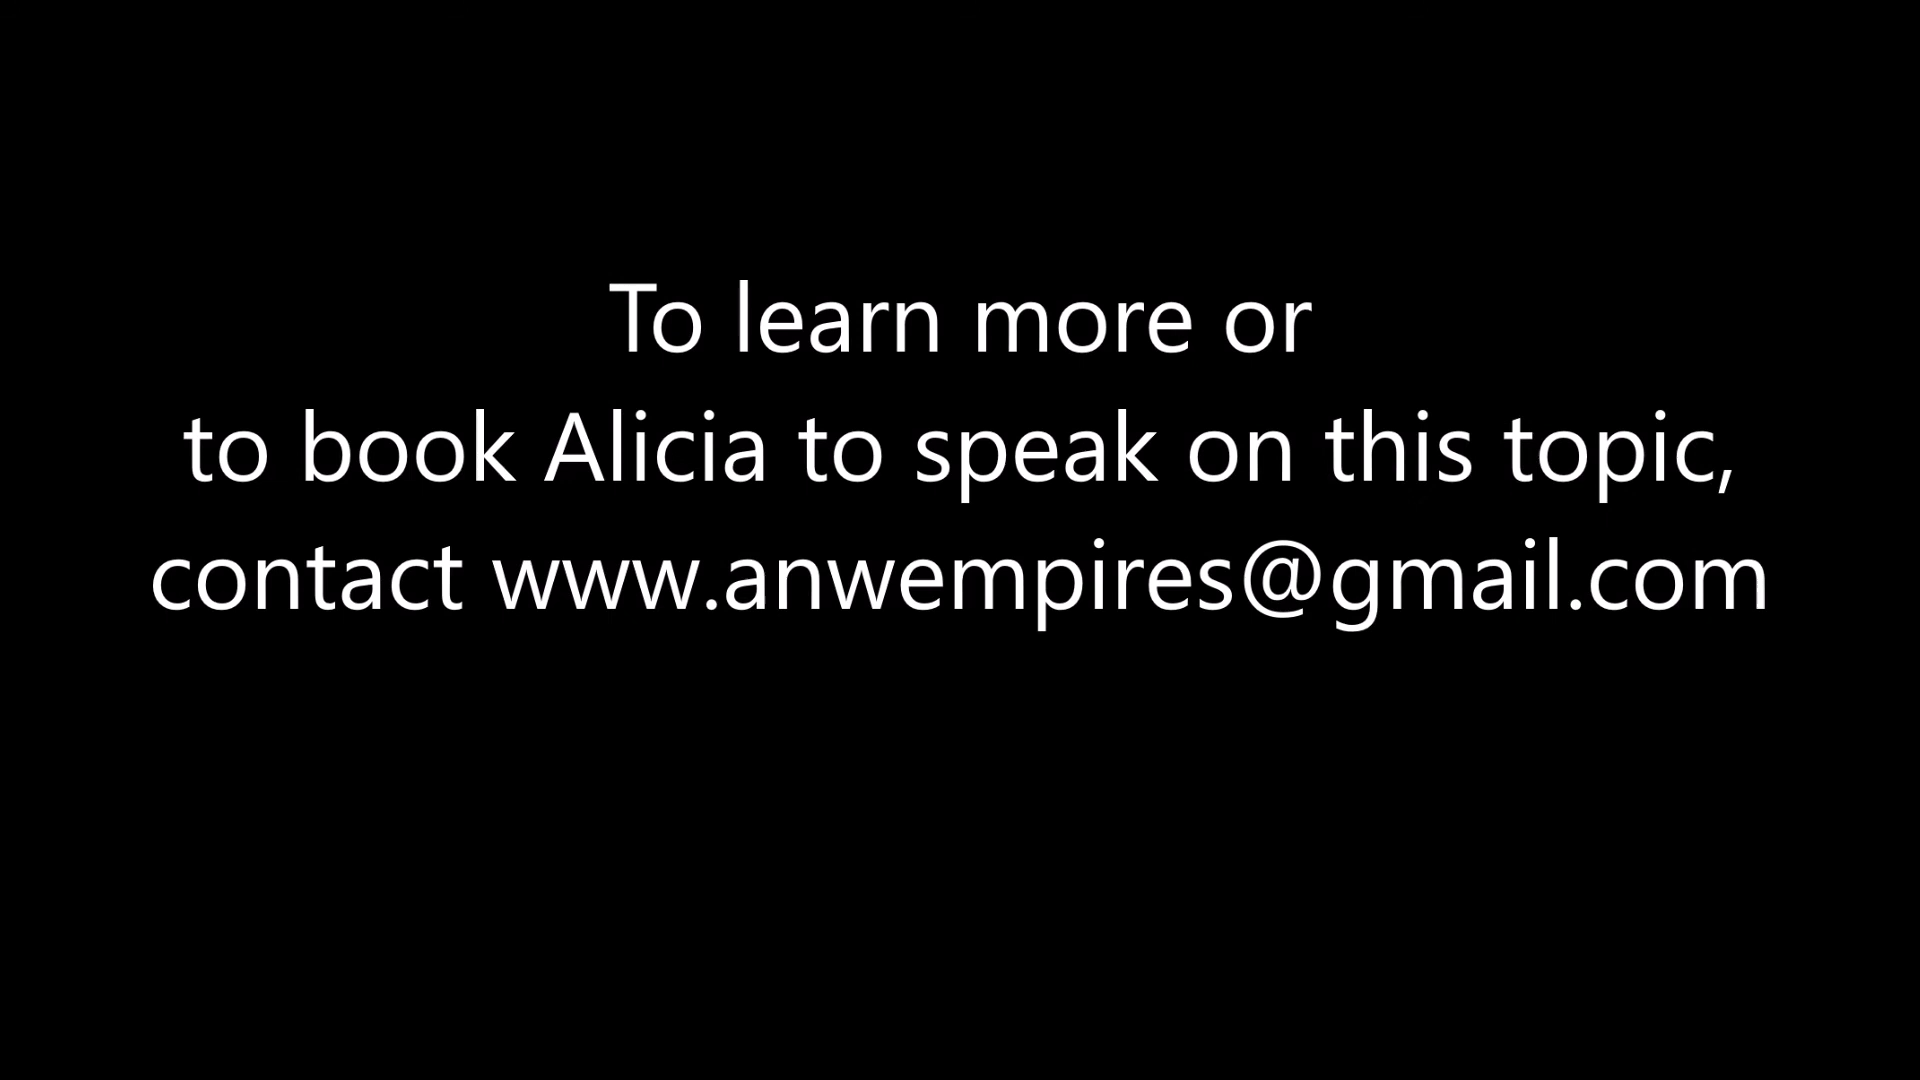 To learn more or
to book Alicia to speak on this topic,
contact www.anwempires@gmail.com